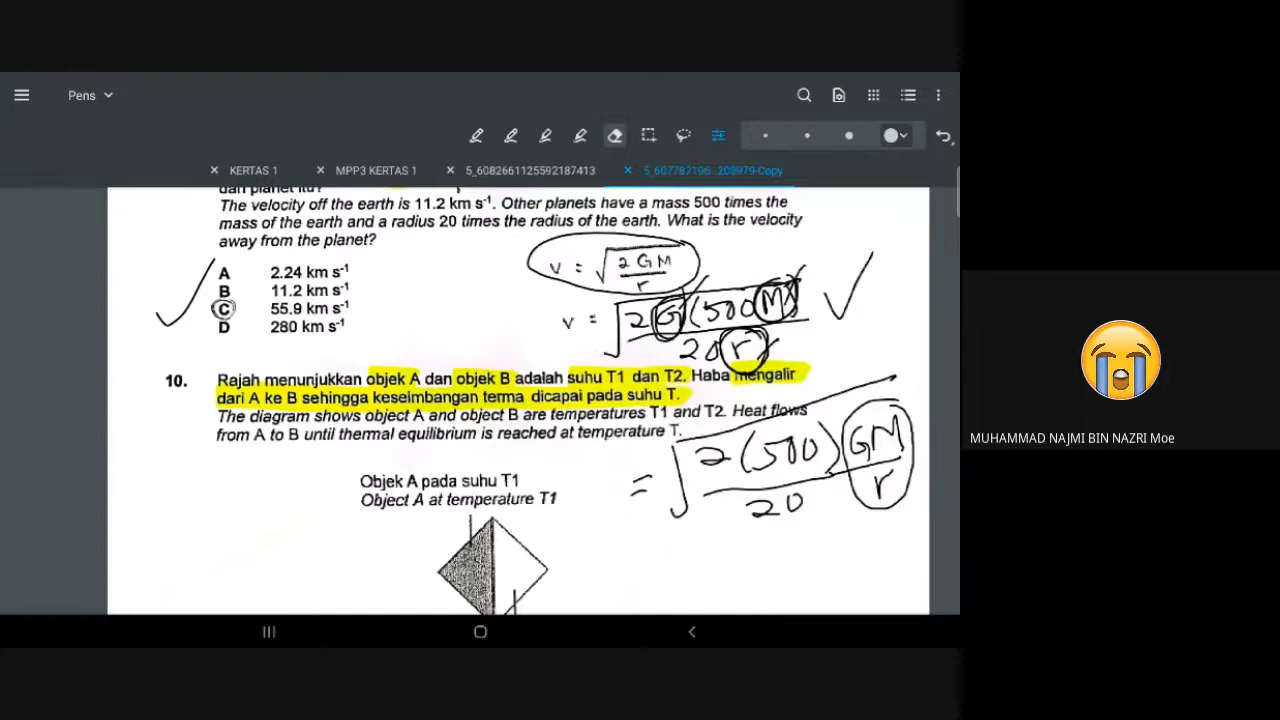 Pens
KERTAS 1
MPP3 KERTAS 1
5_6082661125592187413
5_607782196...208979-Copy
dan planet itu?
The velocity off the earth is 11.2 km s⁻¹. Other planets have a mass 500 times the
mass of the earth and a radius 20 times the radius of the earth. What is the velocity
away from the planet?
A 2.24 km s⁻¹
B 11.2 km s⁻¹
C 55.9 km s⁻¹
D 280 km s⁻¹
v = √(2GM/r)
v = √(2G(500M)/20r)
10. Rajah menunjukkan objek A dan objek B adalah suhu T1 dan T2. Haba mengalir
dari A ke B sehingga keseimbangan terma dicapai pada suhu T.
The diagram shows object A and object B are temperatures T1 and T2. Heat flows
from A to B until thermal equilibrium is reached at temperature T.
= √(2(500)/20 GM/r)
Objek A pada suhu T1
Object A at temperature T1
MUHAMMAD NAJMI BIN NAZRI Moe